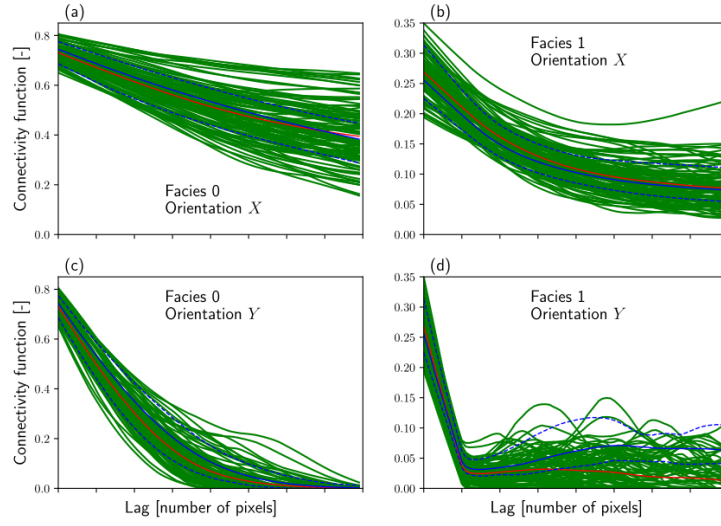 (a)
(b)
Connectivity function [-]
0.8
0.6
0.4
0.2
0.0
Facies 0
Orientation X
0.35
0.30
0.25
0.20
0.15
0.10
0.05
0.00
Facies 1
Orientation X
(c)
(d)
Connectivity function [-]
0.8
0.6
0.4
0.2
0.0
Facies 0
Orientation Y
0.35
0.30
0.25
0.20
0.15
0.10
0.05
0.00
Facies 1
Orientation Y
Lag [number of pixels]
Lag [number of pixels]